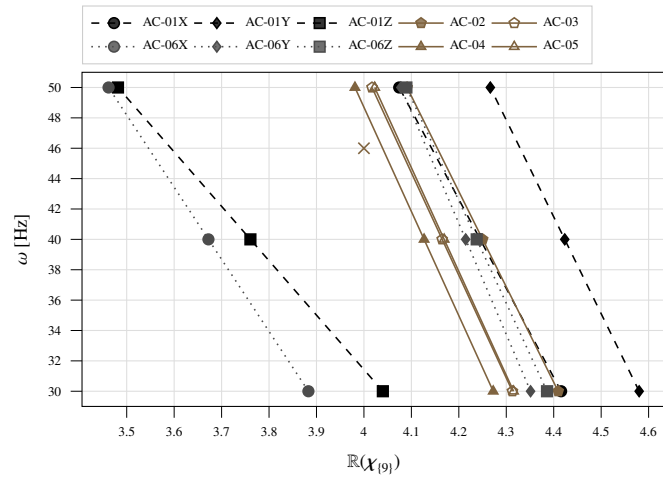 AC-01X AC-01Y AC-01Z AC-02 AC-03
AC-06X AC-06Y AC-06Z AC-04 AC-05
50
48
46
44
42
40
38
36
34
32
30
ω [Hz]
3.5 3.6 3.7 3.8 3.9 4 4.1 4.2 4.3 4.4 4.5 4.6
ℝ(χ{9})